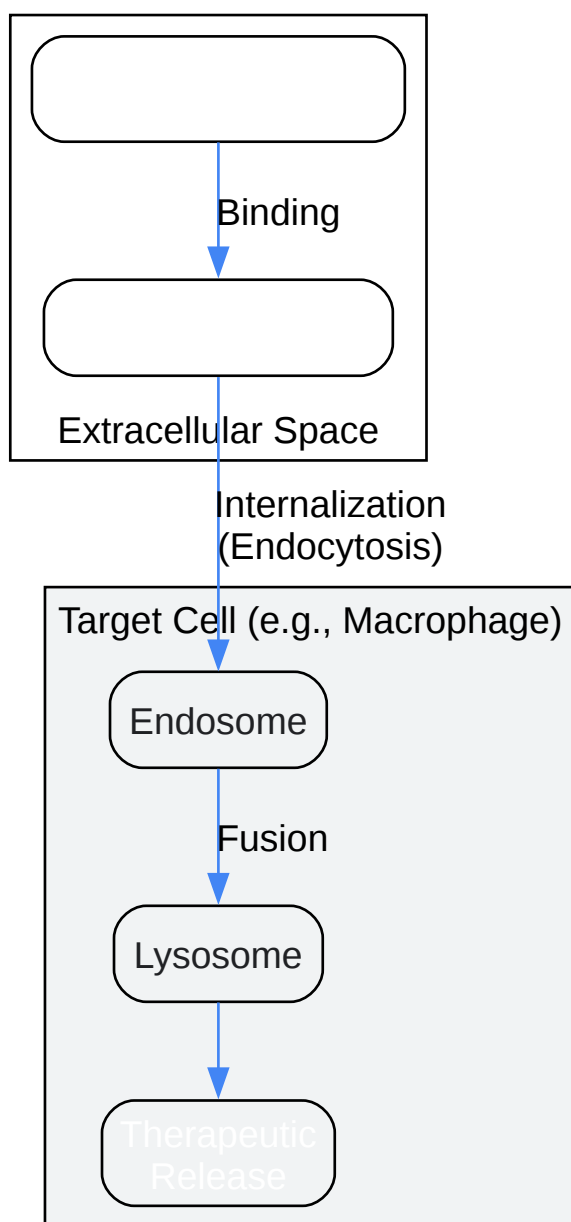 Binding
Extracellular Space
Internalization
(Endocytosis)
Target Cell (e.g., Macrophage)
Endosome
Fusion
Lysosome
Therapeutic
Release